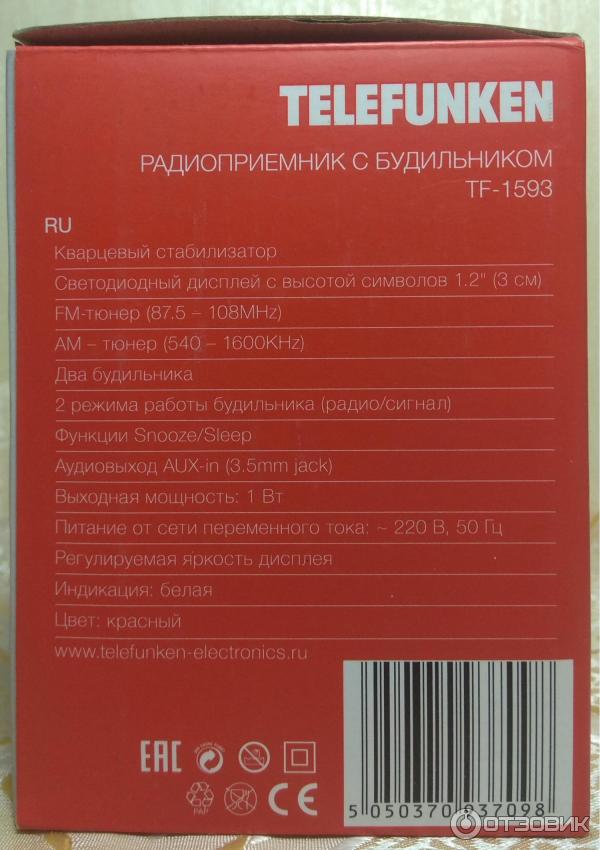 TELEFUNKEN
РАДИОПРИЕМНИК С БУДИЛЬНИКОМ
TF-1593
RU
Кварцевый стабилизатор
Светодиодный дисплей с высотой символов 1.2" (3 см)
FM-тюнер (87.5 – 108MHz)
AM – тюнер (540 – 1600KHz)
Два будильника
2 режима работы будильника (радио/сигнал)
Функции Snooze/Sleep
Аудиовыход AUX-in (3.5mm jack)
Выходная мощность: 1 Вт
Питание от сети переменного тока: ~ 220 В, 50 Гц
Регулируемая яркость дисплея
Индикация: белая
Цвет: красный
www.telefunken-electronics.ru
EAC
PAP
CE
5 050370 937098
ОТЗОВИК